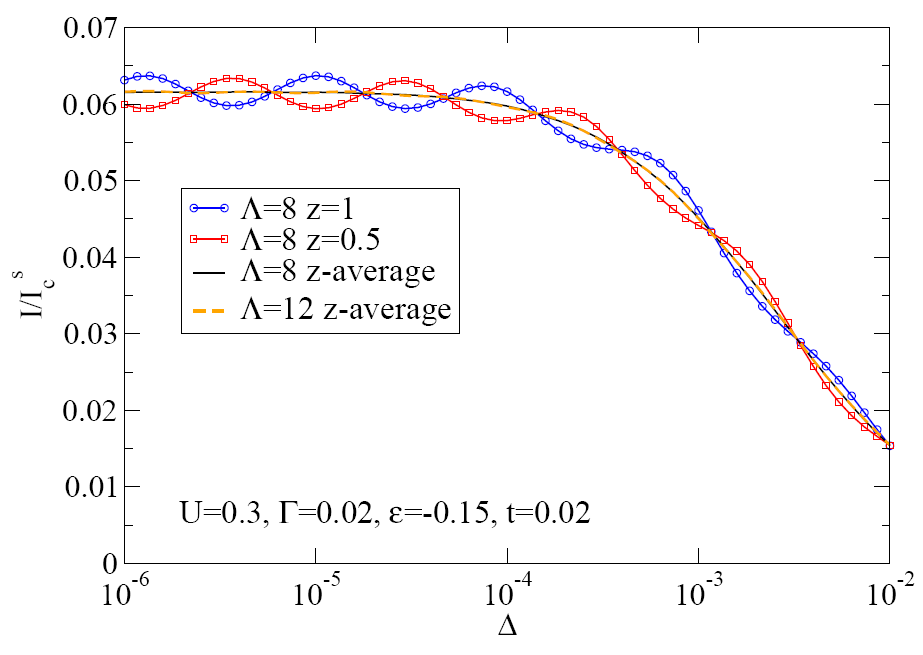 0.07
0.06
0.05
0.04
0.03
0.02
0.01
0
I/I_c^s
Λ=8 z=1
Λ=8 z=0.5
Λ=8 z-average
Λ=12 z-average
U=0.3, Γ=0.02, ε=-0.15, t=0.02
10^-6 10^-5 10^-4 10^-3 10^-2
Δ